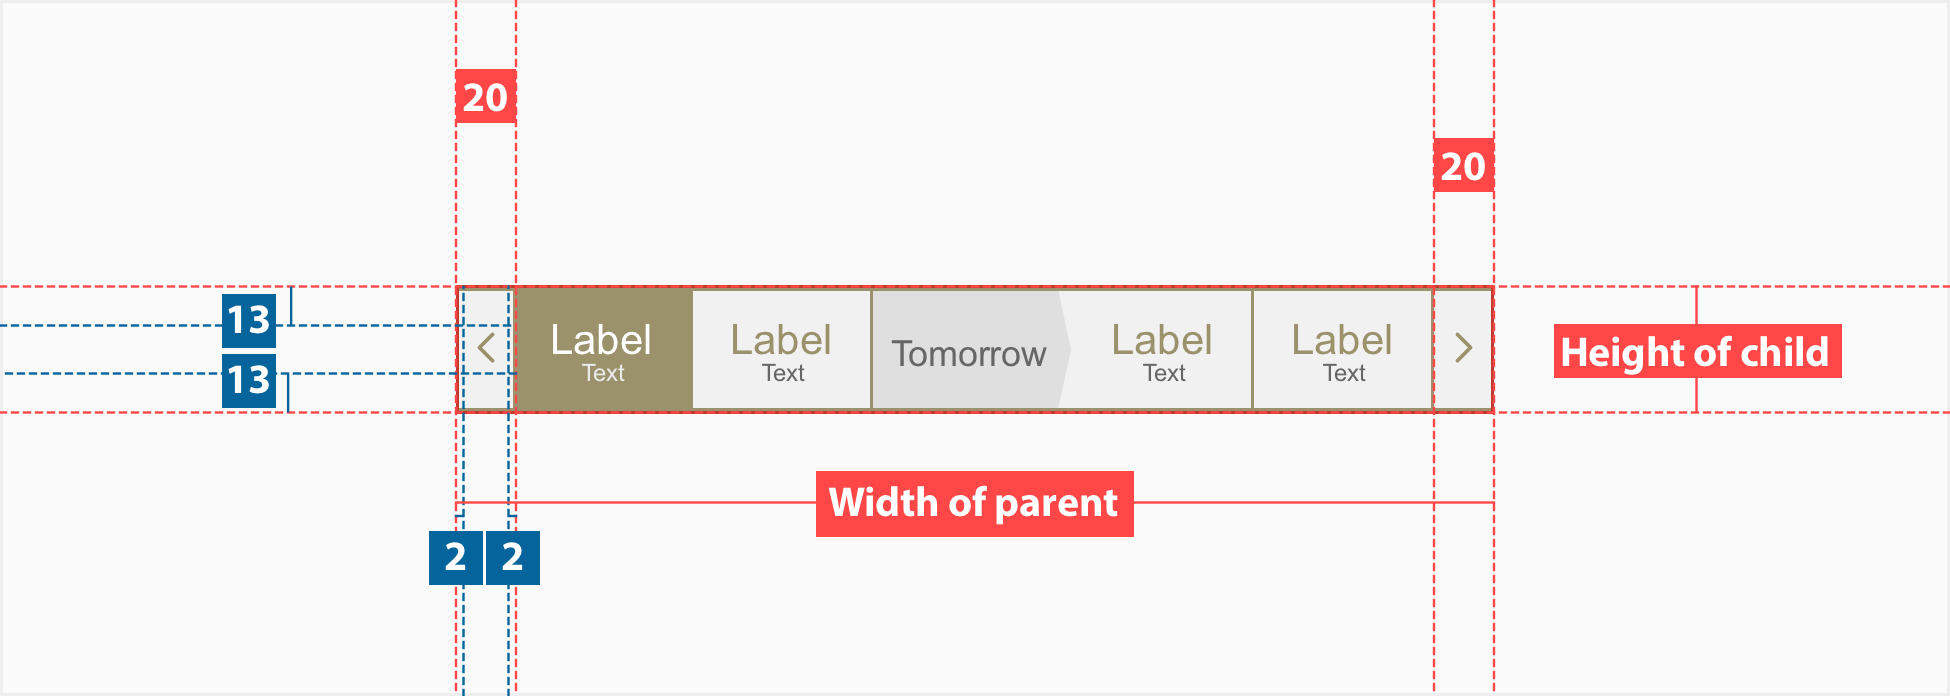 20
20
13
13
Label
Text
Label
Text
Tomorrow
Label
Text
Label
Text
Height of child
Width of parent
2
2